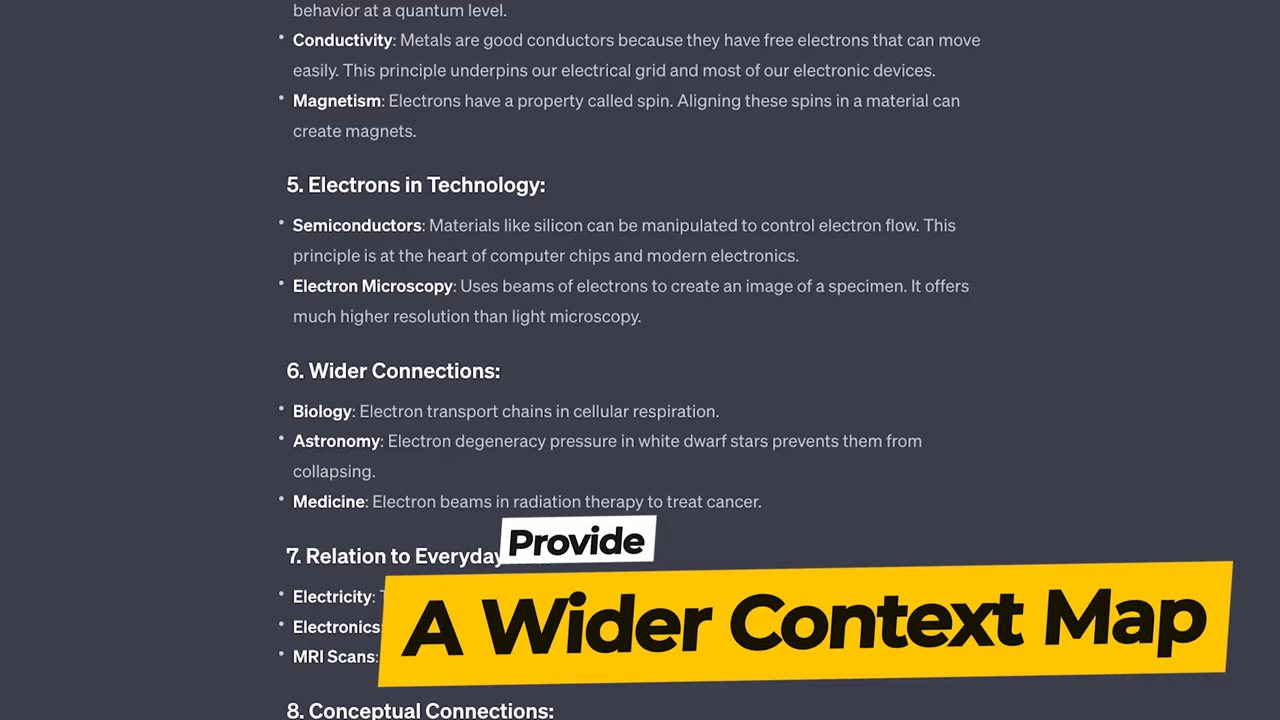 behavior at a quantum level.
• Conductivity: Metals are good conductors because they have free electrons that can move
easily. This principle underpins our electrical grid and most of our electronic devices.
• Magnetism: Electrons have a property called spin. Aligning these spins in a material can
create magnets.
5. Electrons in Technology:
• Semiconductors: Materials like silicon can be manipulated to control electron flow. This
principle is at the heart of computer chips and modern electronics.
• Electron Microscopy: Uses beams of electrons to create an image of a specimen. It offers
much higher resolution than light microscopy.
6. Wider Connections:
• Biology: Electron transport chains in cellular respiration.
• Astronomy: Electron degeneracy pressure in white dwarf stars prevents them from
collapsing.
• Medicine: Electron beams in radiation therapy to treat cancer.
7. Relation to Everyday
Provide
• Electricity:
A Wider Context Map
• Electronics
• MRI Scans:
8. Conceptual Connections: